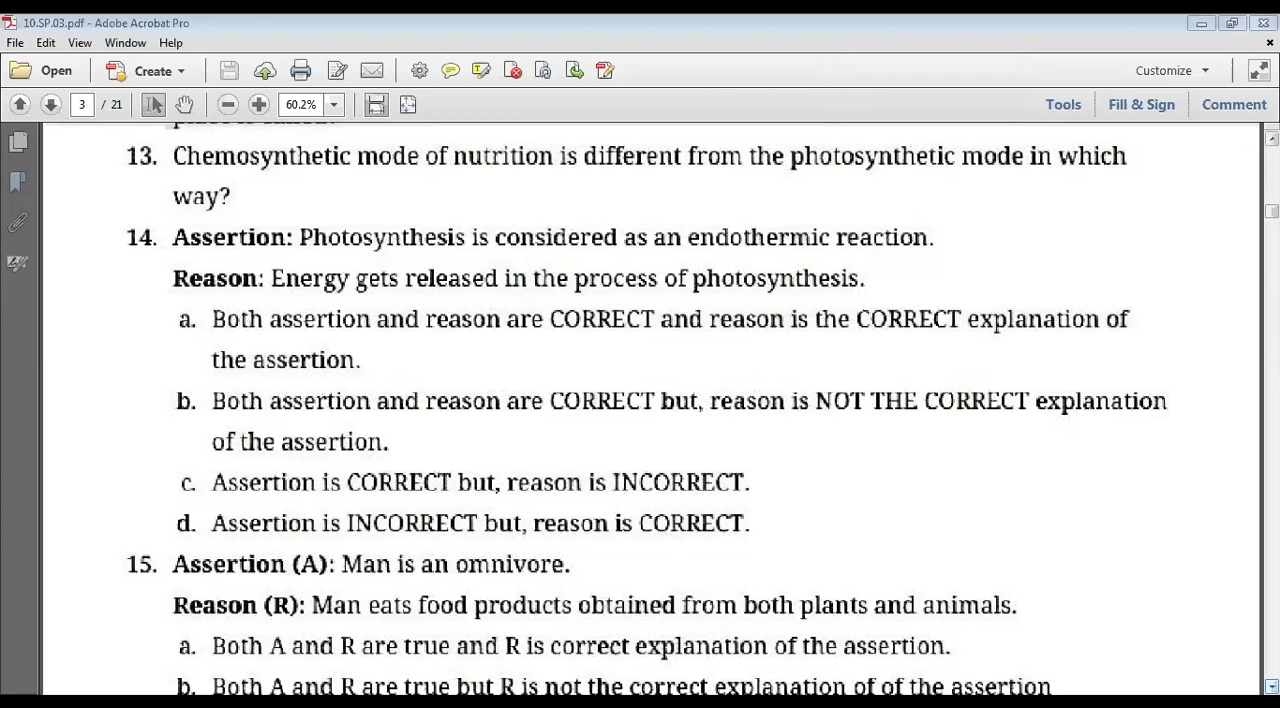 10.SP.03.pdf - Adobe Acrobat Pro
File Edit View Window Help
Open Create Customize
3 / 21 60.2% Tools Fill & Sign Comment
13. Chemosynthetic mode of nutrition is different from the photosynthetic mode in which
way?
14. Assertion: Photosynthesis is considered as an endothermic reaction.
Reason: Energy gets released in the process of photosynthesis.
a. Both assertion and reason are CORRECT and reason is the CORRECT explanation of
the assertion.
b. Both assertion and reason are CORRECT but, reason is NOT THE CORRECT explanation
of the assertion.
c. Assertion is CORRECT but, reason is INCORRECT.
d. Assertion is INCORRECT but, reason is CORRECT.
15. Assertion (A): Man is an omnivore.
Reason (R): Man eats food products obtained from both plants and animals.
a. Both A and R are true and R is correct explanation of the assertion.
b. Both A and R are true but R is not the correct explanation of of the assertion